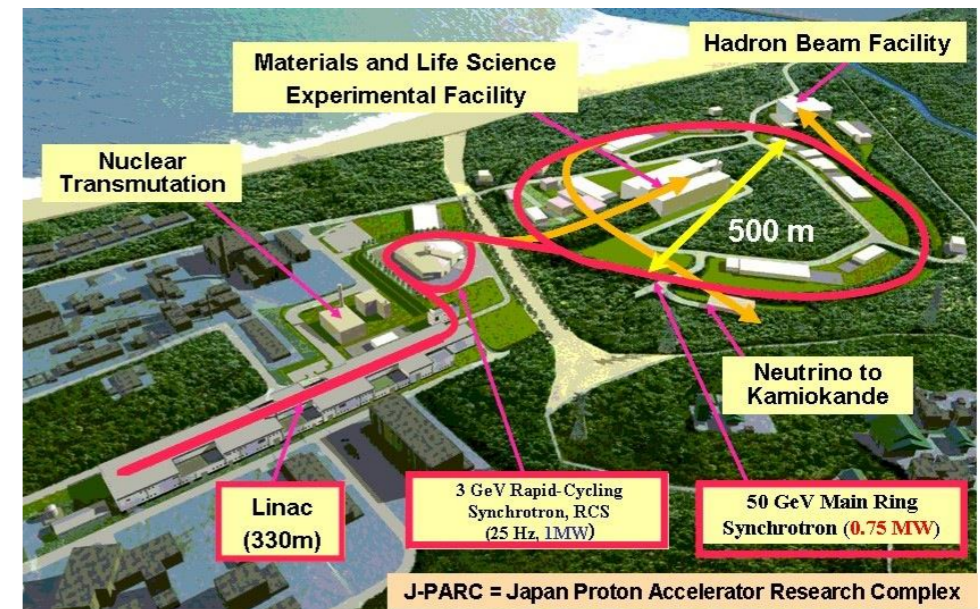 Hadron Beam Facility
Materials and Life Science
Experimental Facility
Nuclear
Transmutation
500 m
Neutrino to
Kamiokande
Linac
(330m)
3 GeV Rapid-Cycling
Synchrotron, RCS
(25 Hz, 1MW)
50 GeV Main Ring
Synchrotron (0.75 MW)
J-PARC = Japan Proton Accelerator Research Complex